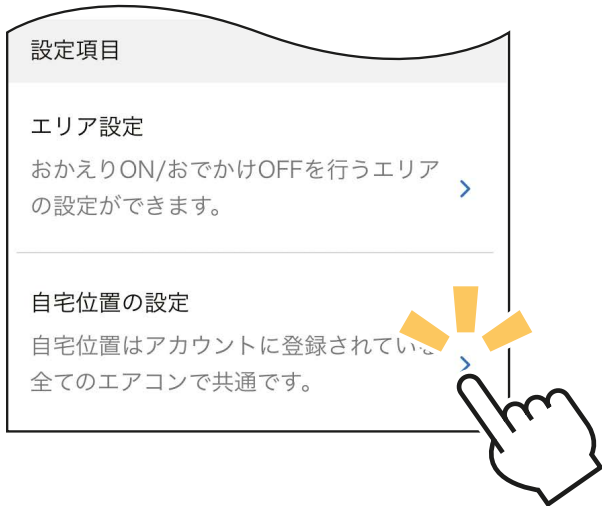 設定項目
エリア設定
おかえりON/おでかけOFFを行うエリア
の設定ができます。
自宅位置の設定
自宅位置はアカウントに登録されてい
全てのエアコンで共通です。